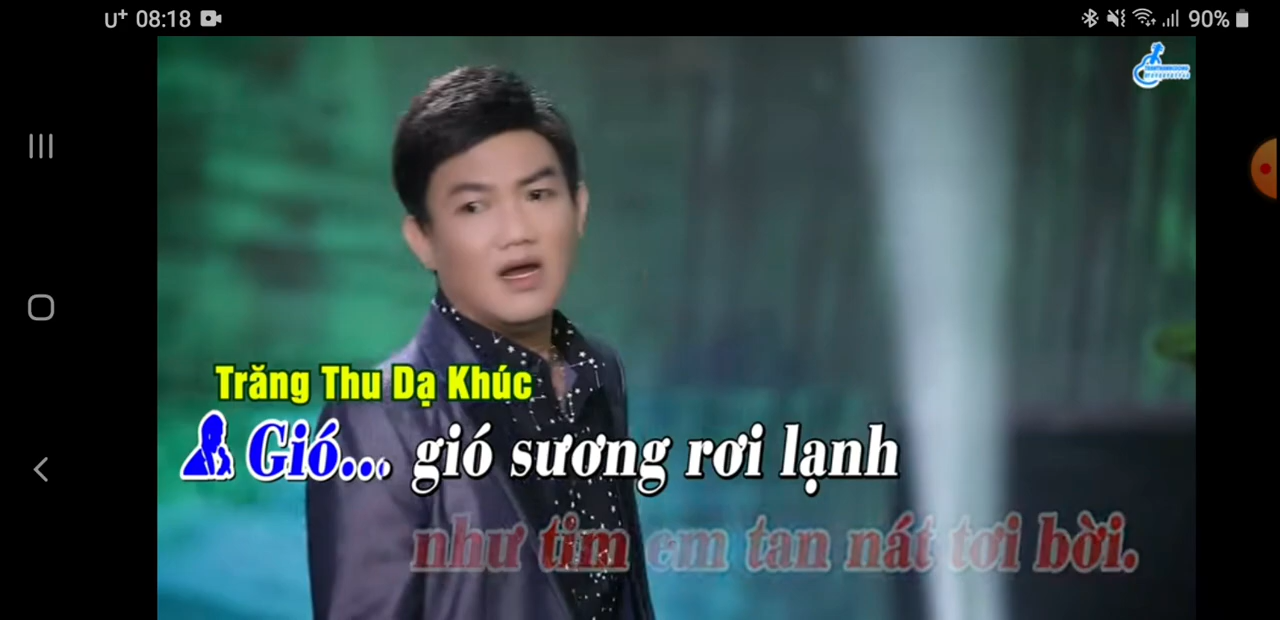 U+ 08:18 90%
Trăng Thu Dạ Khúc
Gió... gió sương rơi lạnh
như tim em tan nát tơi bời.